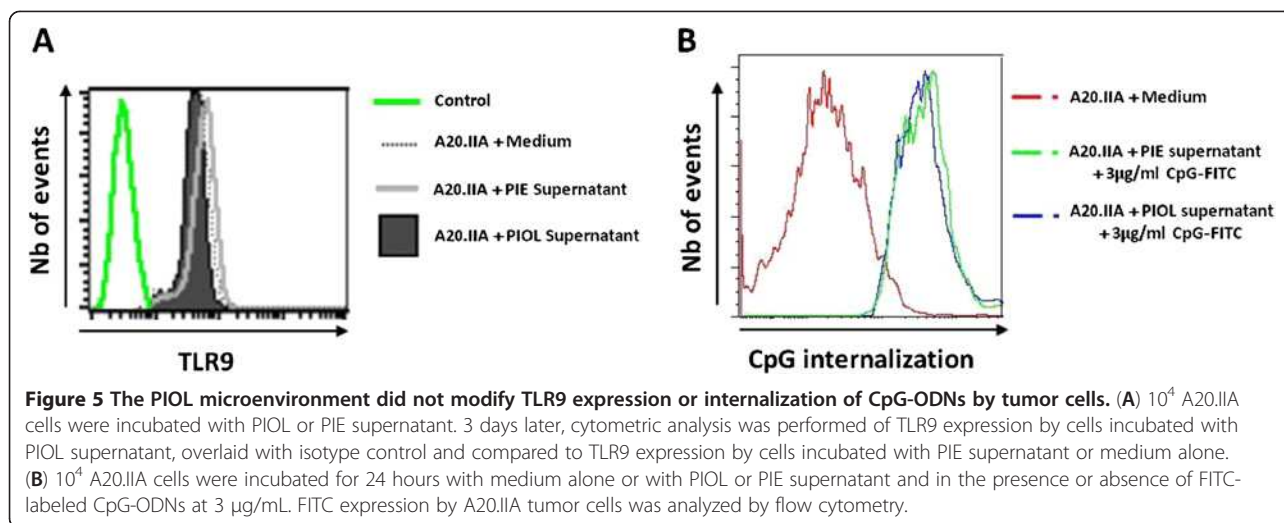 A
Nb of events
TLR9
Control
A20.IIA + Medium
A20.IIA + PIE Supernatant
A20.IIA + PIOL Supernatant
B
Nb of events
CpG internalization
A20.IIA + Medium
A20.IIA + PIE supernatant
+ 3µg/ml CpG-FITC
A20.IIA + PIOL supernatant
+ 3µg/ml CpG-FITC
Figure 5 The PIOL microenvironment did not modify TLR9 expression or internalization of CpG-ODNs by tumor cells. (A) 10⁴ A20.IIA
cells were incubated with PIOL or PIE supernatant. 3 days later, cytometric analysis was performed of TLR9 expression by cells incubated with
PIOL supernatant, overlaid with isotype control and compared to TLR9 expression by cells incubated with PIE supernatant or medium alone.
(B) 10⁴ A20.IIA cells were incubated for 24 hours with medium alone or with PIOL or PIE supernatant and in the presence or absence of FITC-
labeled CpG-ODNs at 3 µg/mL. FITC expression by A20.IIA tumor cells was analyzed by flow cytometry.